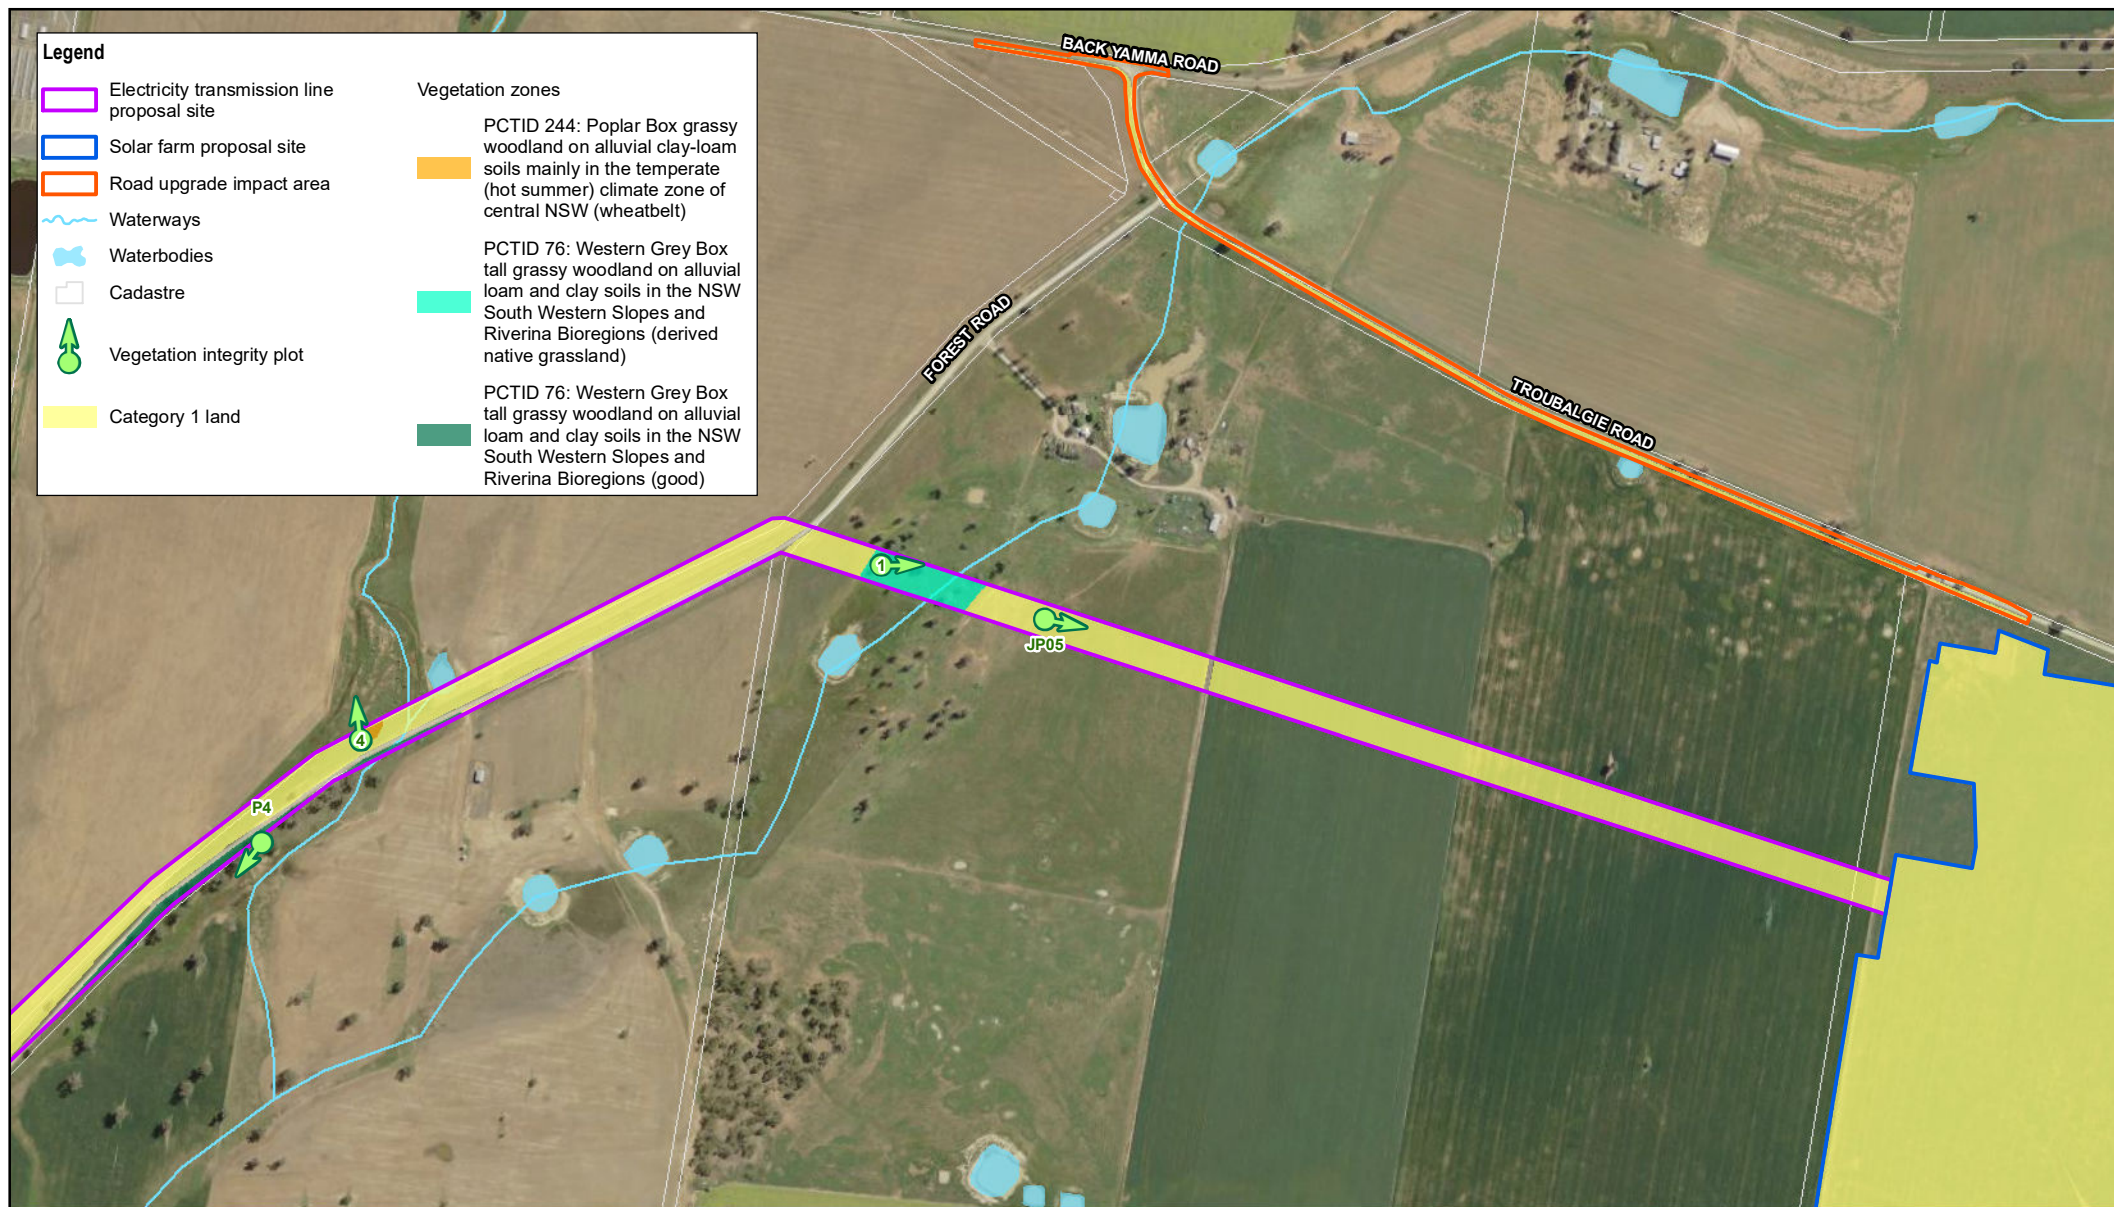 Legend
Electricity transmission line
proposal site
Solar farm proposal site
Road upgrade impact area
Waterways
Waterbodies
Cadastre
Vegetation integrity plot
Category 1 land
Vegetation zones
PCTID 244: Poplar Box grassy
woodland on alluvial clay-loam
soils mainly in the temperate
(hot summer) climate zone of
central NSW (wheatbelt)
PCTID 76: Western Grey Box
tall grassy woodland on alluvial
loam and clay soils in the NSW
South Western Slopes and
Riverina Bioregions (derived
native grassland)
PCTID 76: Western Grey Box
tall grassy woodland on alluvial
loam and clay soils in the NSW
South Western Slopes and
Riverina Bioregions (good)
BACK YAMMA ROAD
FOREST ROAD
TROUBALGIE ROAD
1
JP05
4
P4